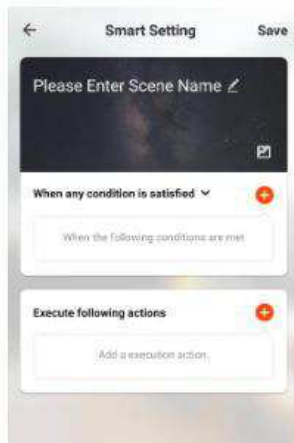 Smart Setting
Save
Please Enter Scene Name
When any condition is satisfied
When the following conditions are met
Execute following actions
Add a execution action.